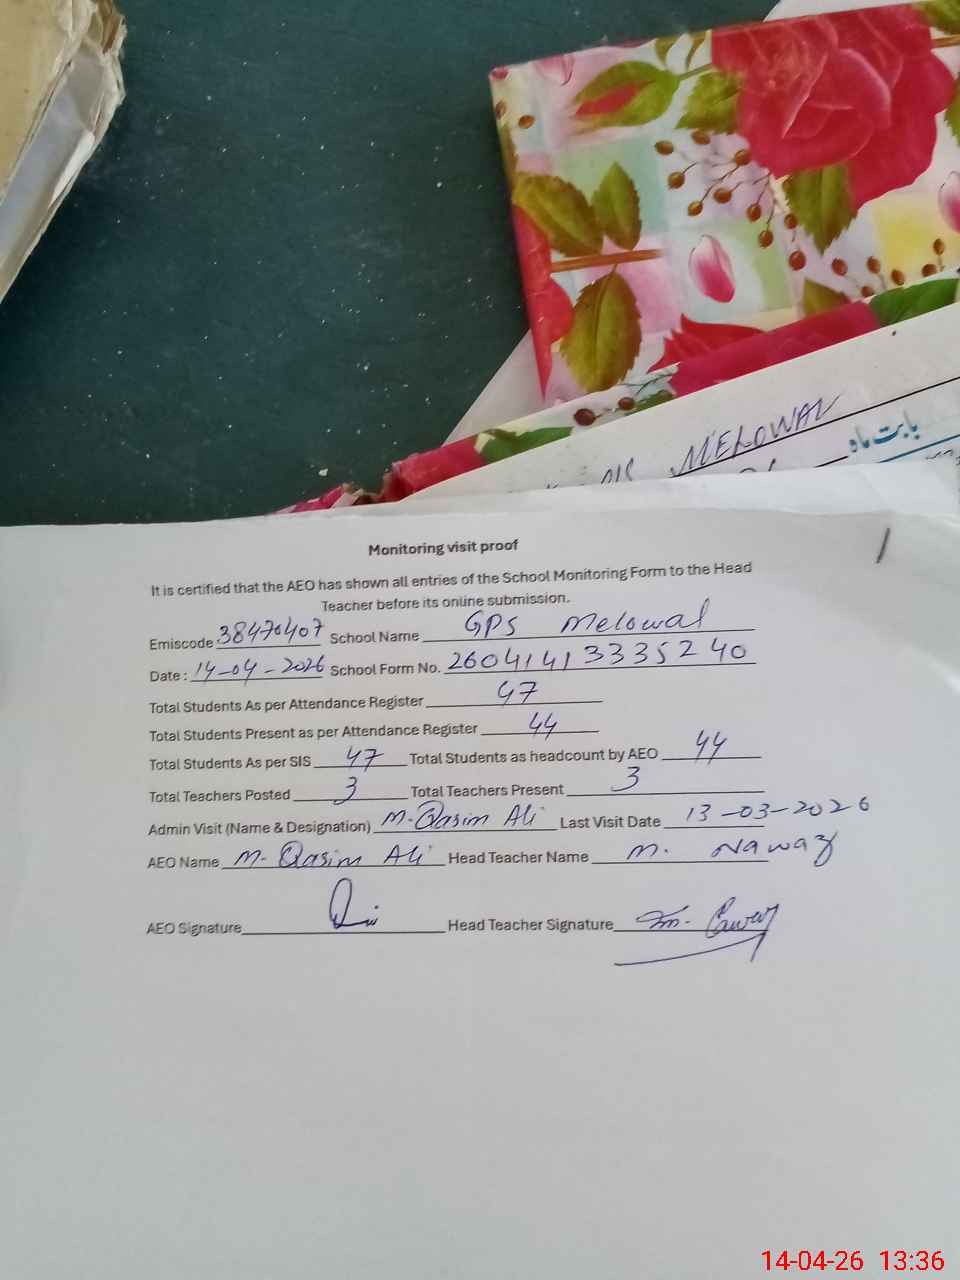 MELOWAL
بابت ماہ
Monitoring visit proof
It is certified that the AEO has shown all entries of the School Monitoring Form to the Head
Teacher before its online submission.
Emiscode 38470407 School Name GPS Melowal
Date : 14-04-2026 School Form No. 26041413335240
Total Students As per Attendance Register 47
Total Students Present as per Attendance Register 44
Total Students As per SIS 47 Total Students as headcount by AEO 44
Total Teachers Posted 3 Total Teachers Present 3
Admin Visit (Name & Designation) M. Qasim Ali Last Visit Date 13-03-2026
AEO Name M. Qasim Ali Head Teacher Name M. Nawaz
AEO Signature Head Teacher Signature
14-04-26 13:36